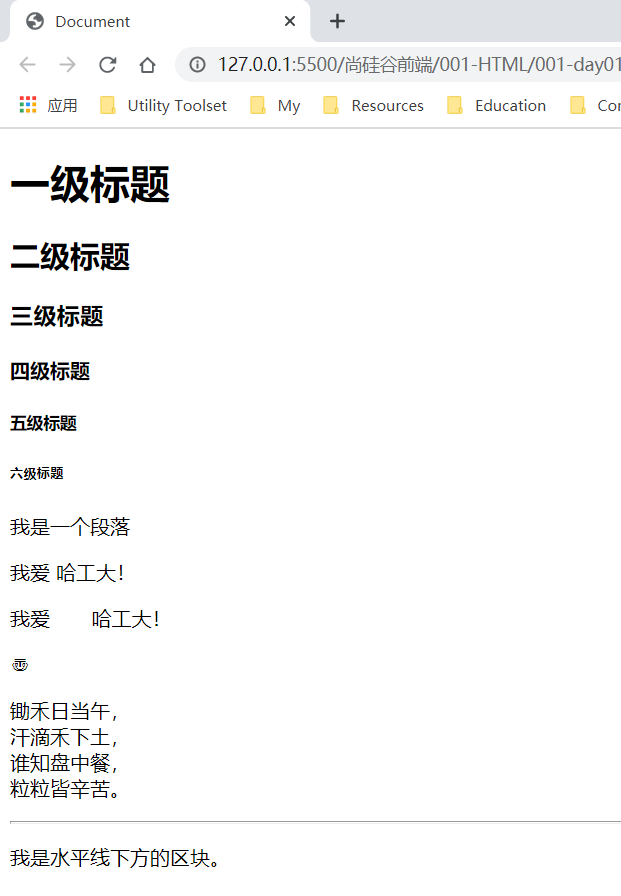 Document
127.0.0.1:5500/尚硅谷前端/001-HTML/001-day01
应用 Utility Toolset My Resources Education Cor
一级标题
二级标题
三级标题
四级标题
五级标题
六级标题
我是一个段落
我爱 哈工大！
我爱 哈工大！
锄禾日当午，
汗滴禾下土，
谁知盘中餐，
粒粒皆辛苦。
我是水平线下方的区块。